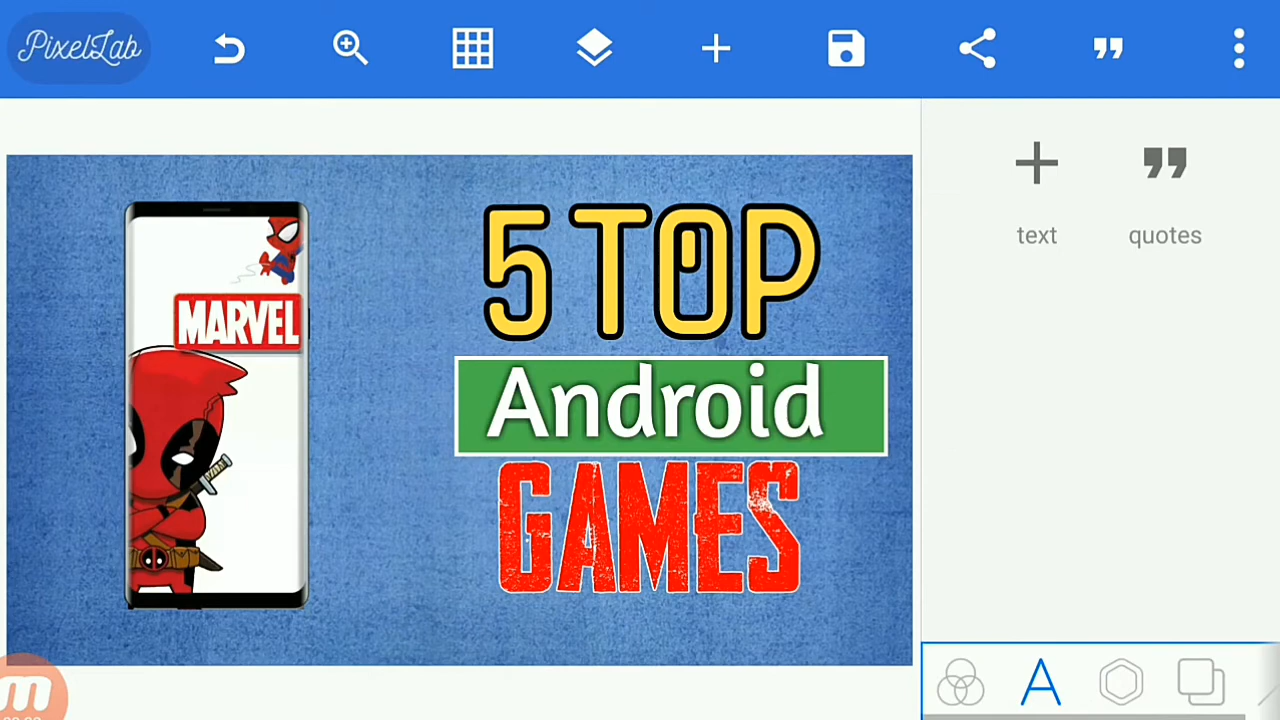 PixelLab
text
quotes
5 TOP
MARVEL
Android
GAMES